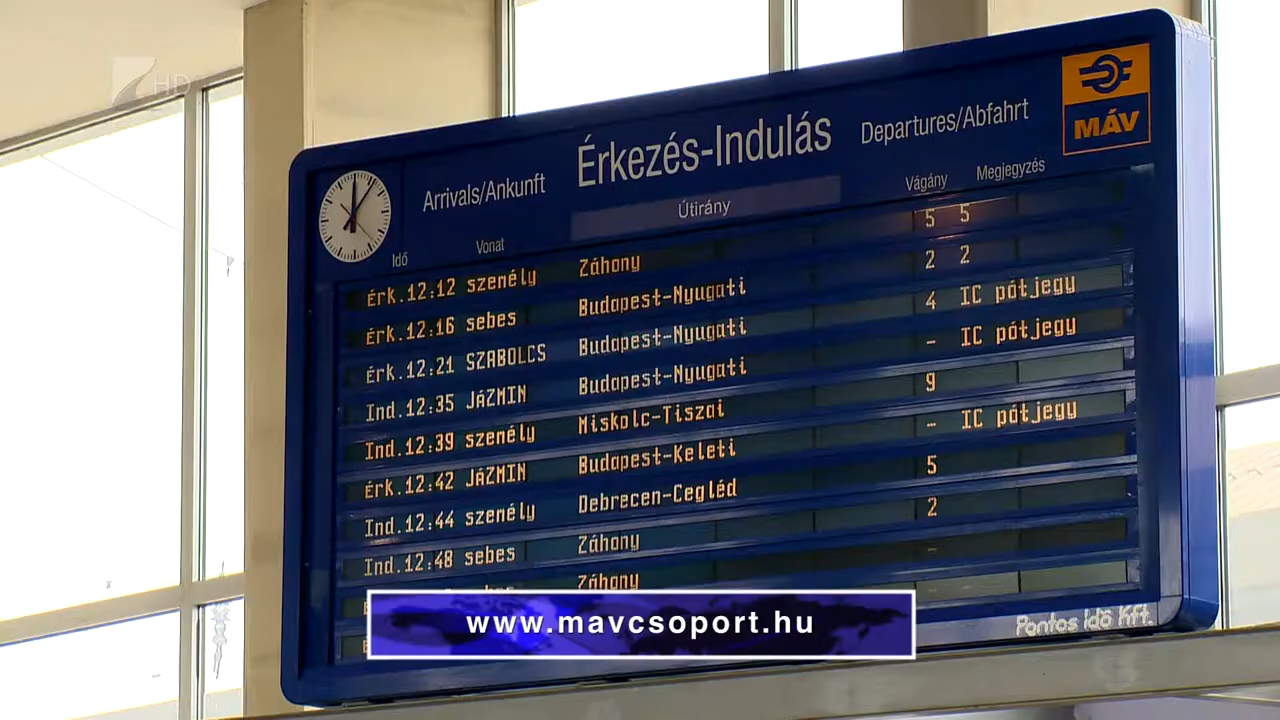 HD
MÁV
Érkezés-Indulás
Arrivals/Ankunft
Departures/Abfahrt
Idő Vonat Útirány Vágány Megjegyzés
Érk.12:12 személy Záhony 5 5
Érk.12:16 sebes Budapest-Nyugati 2 2
Érk.12:21 SZABOLCS Budapest-Nyugati 4 IC pótjegy
Ind.12:35 JÁZMIN Budapest-Nyugati - IC pótjegy
Ind.12:39 személy Miskolc-Tiszai 9
Érk.12:42 JÁZMIN Budapest-Keleti - IC pótjegy
Ind.12:44 személy Debrecen-Cegléd 5
Ind.12:48 sebes Záhony 2
Záhony -
www.mavcsoport.hu
Pontos Idő Kft.